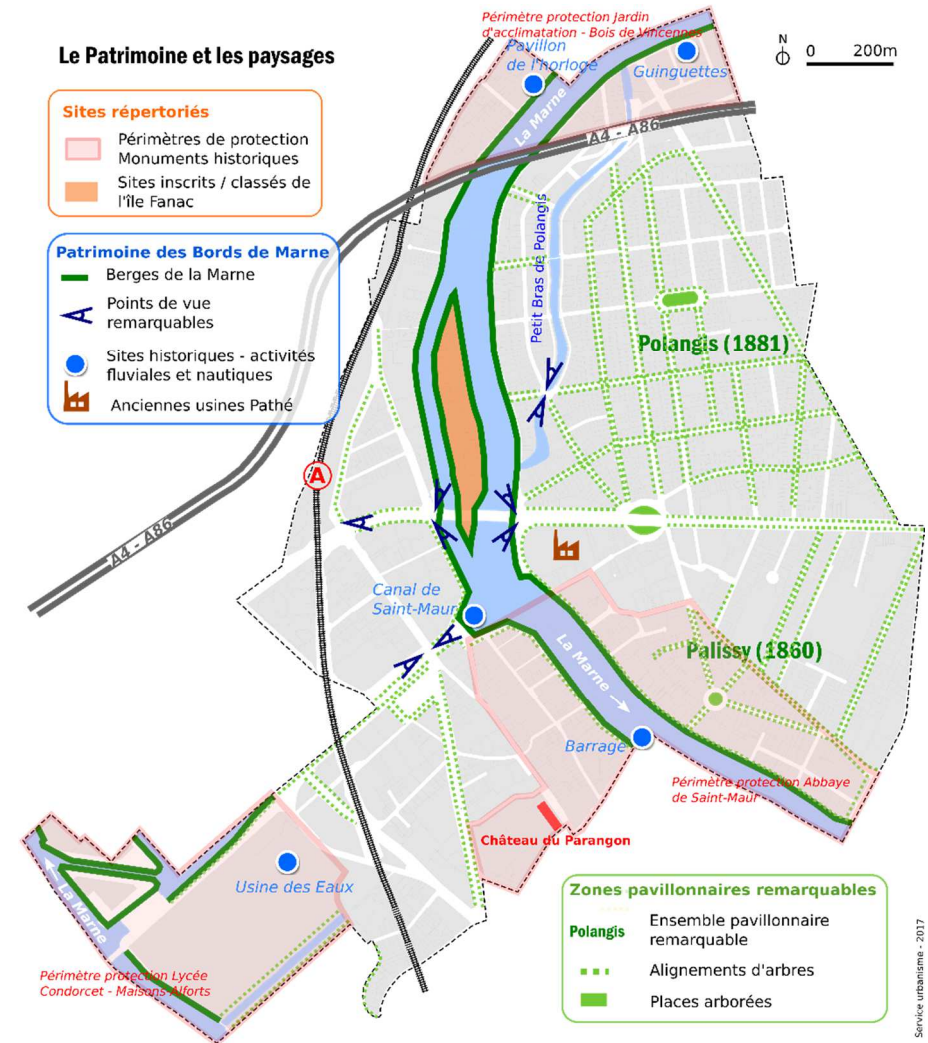 Le Patrimoine et les paysages
Sites répertoriés
Périmètres de protection
Monuments historiques
Sites inscrits / classés de
l'île Fanac
Patrimoine des Bords de Marne
Berges de la Marne
Points de vue
remarquables
Sites historiques - activités
fluviales et nautiques
Anciennes usines Pathé
Périmètre protection Jardin
d'acclimatation - Bois de Vincennes
Pavillon
de l'horloge
Guinguettes
N
0 200m
La Marne
A4 - A86
Petit Bras de Polangis
Polangis (1881)
A
A4 - A86
Canal de
Saint-Maur
Palissy (1860)
La Marne
Barrage
Périmètre protection Abbaye
de Saint-Maur
Château du Parangon
Usine des Eaux
La Marne
Périmètre protection Lycée
Condorcet - Maisons Alforts
Zones pavillonnaires remarquables
Polangis
Ensemble pavillonnaire
remarquable
Alignements d'arbres
Places arborées
Service urbanisme - 2017